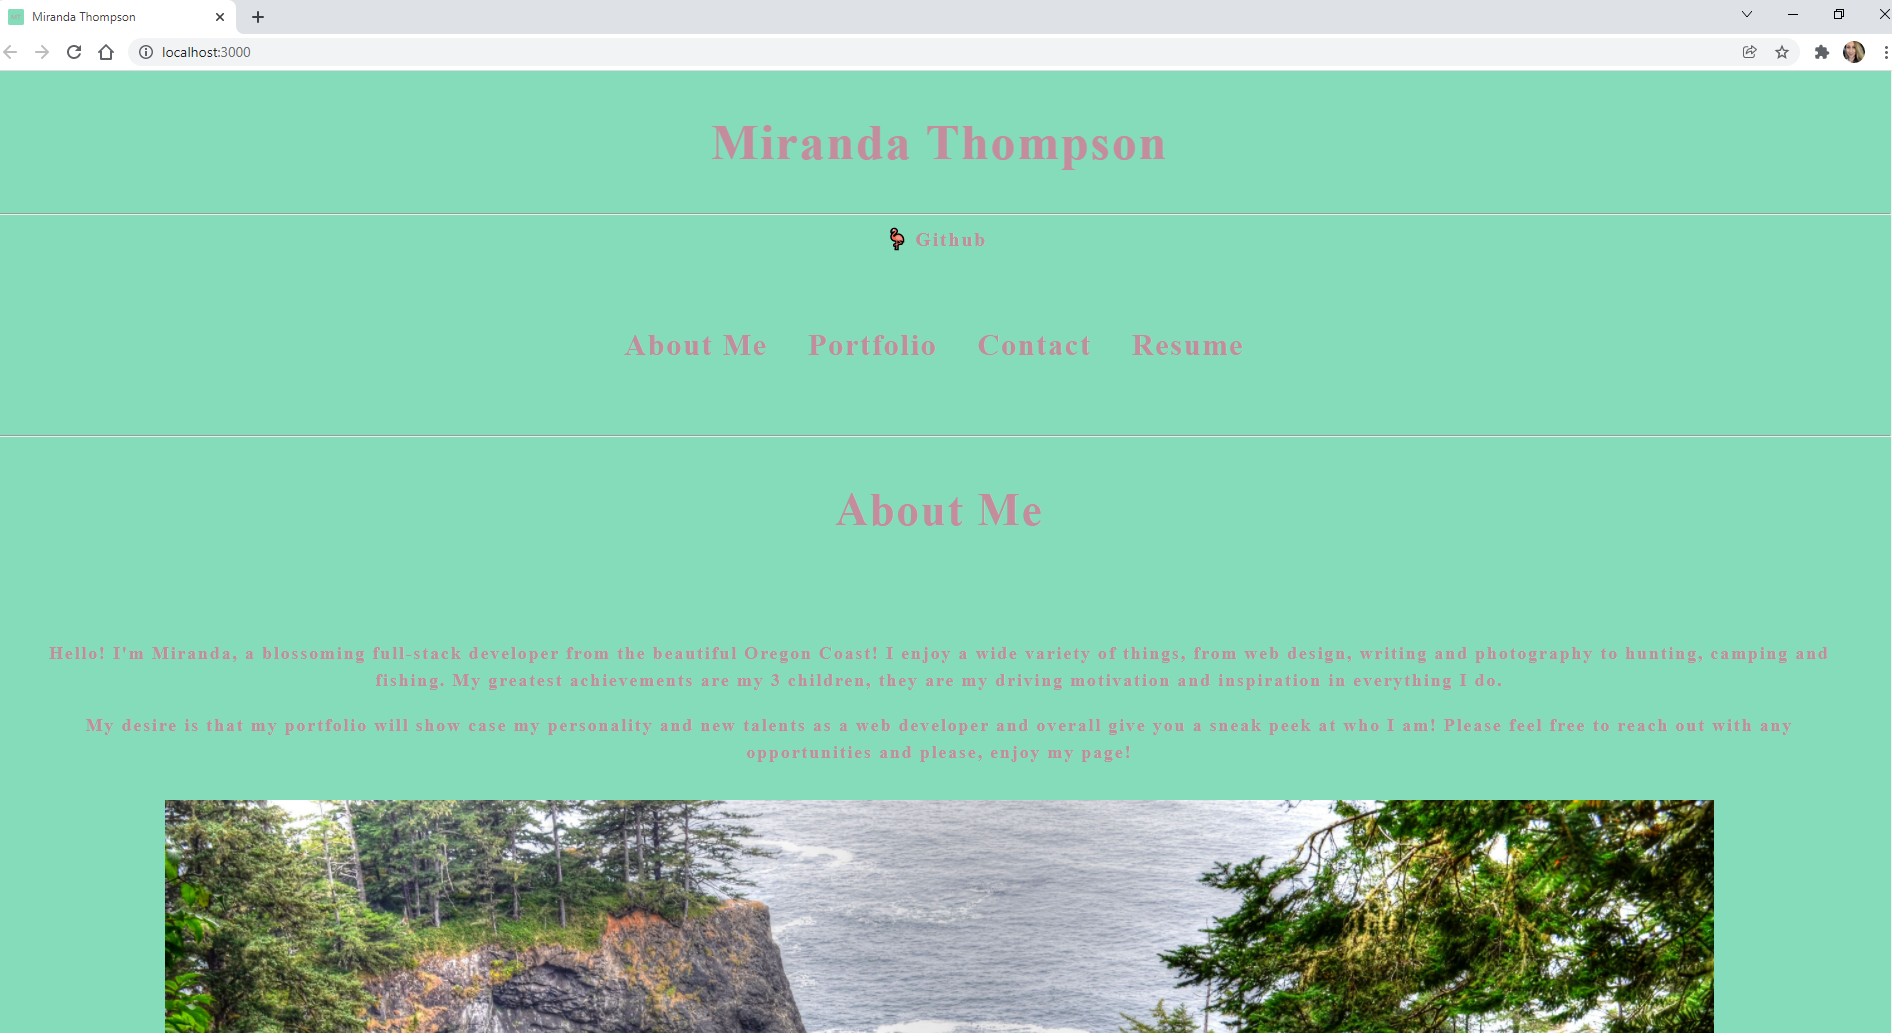 Miranda Thompson
localhost:3000
Miranda Thompson
Github
About Me Portfolio Contact Resume
About Me
Hello! I'm Miranda, a blossoming full-stack developer from the beautiful Oregon Coast! I enjoy a wide variety of things, from web design, writing and photography to hunting, camping and
fishing. My greatest achievements are my 3 children, they are my driving motivation and inspiration in everything I do.
My desire is that my portfolio will show case my personality and new talents as a web developer and overall give you a sneak peek at who I am! Please feel free to reach out with any
opportunities and please, enjoy my page!